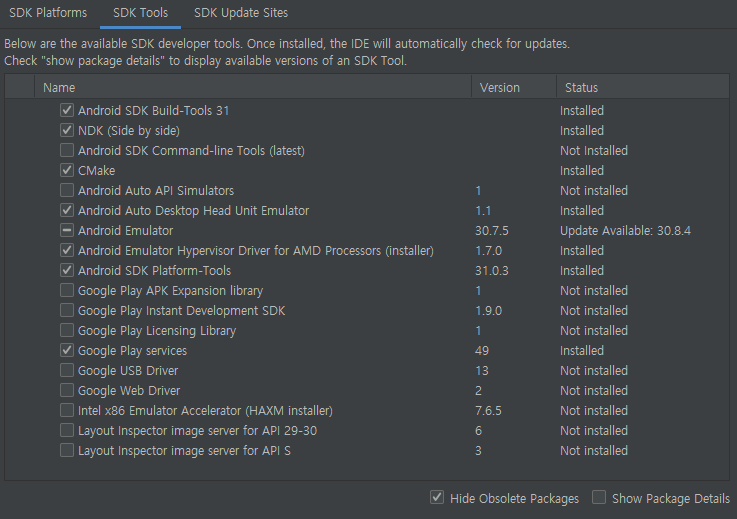 SDK Platforms SDK Tools SDK Update Sites
Below are the available SDK developer tools. Once installed, the IDE will automatically check for updates.
Check "show package details" to display available versions of an SDK Tool.
Name Version Status
Android SDK Build-Tools 31 Installed
NDK (Side by side) Installed
Android SDK Command-line Tools (latest) Not Installed
CMake Installed
Android Auto API Simulators 1 Not installed
Android Auto Desktop Head Unit Emulator 1.1 Installed
Android Emulator 30.7.5 Update Available: 30.8.4
Android Emulator Hypervisor Driver for AMD Processors (installer) 1.7.0 Installed
Android SDK Platform-Tools 31.0.3 Installed
Google Play APK Expansion library 1 Not installed
Google Play Instant Development SDK 1.9.0 Not installed
Google Play Licensing Library 1 Not installed
Google Play services 49 Installed
Google USB Driver 13 Not installed
Google Web Driver 2 Not installed
Intel x86 Emulator Accelerator (HAXM installer) 7.6.5 Not installed
Layout Inspector image server for API 29-30 6 Not installed
Layout Inspector image server for API S 3 Not installed
Hide Obsolete Packages Show Package Details